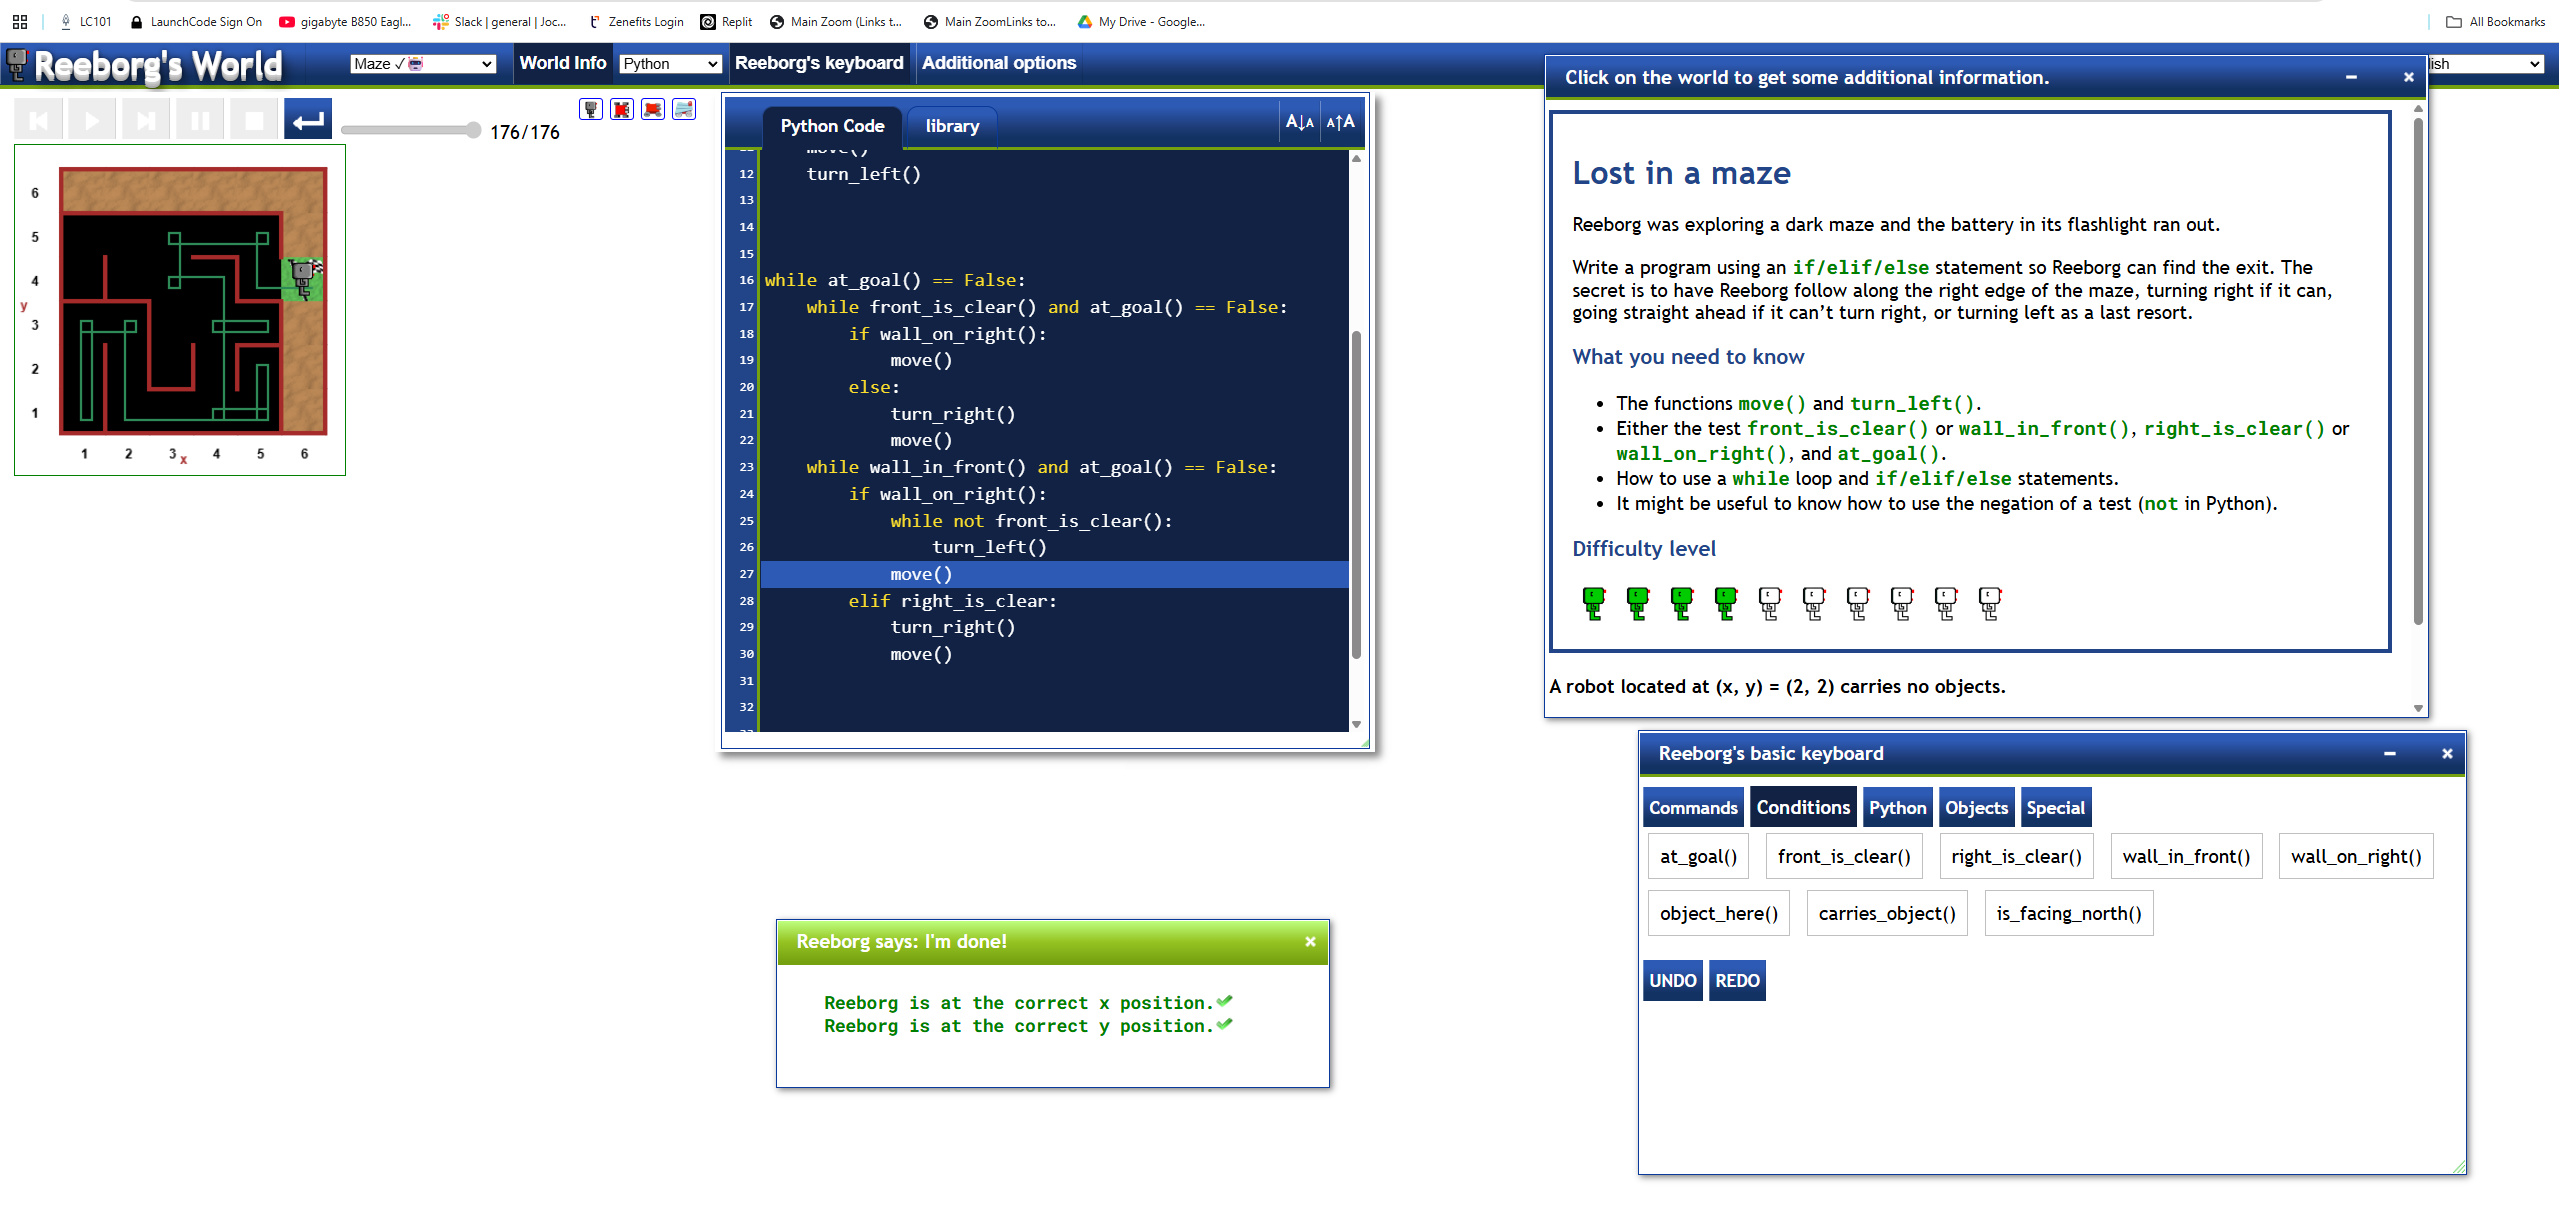 LC101
LaunchCode Sign On
gigabyte B850 Eagl...
Slack | general | Joc...
Zenefits Login
Replit
Main Zoom (Links t...
Main ZoomLinks to...
My Drive - Google...
All Bookmarks
Reeborg's World
Maze ✓
World Info
Python
Reeborg's keyboard
Additional options
lish
176/176
6
5
4
y
3
2
1
1 2 3 x 4 5 6
Python Code
library
A↓A
A↑A
11 move()
12 turn_left()
13
14
15
16 while at_goal() == False:
17 while front_is_clear() and at_goal() == False:
18 if wall_on_right():
19 move()
20 else:
21 turn_right()
22 move()
23 while wall_in_front() and at_goal() == False:
24 if wall_on_right():
25 while not front_is_clear():
26 turn_left()
27 move()
28 elif right_is_clear:
29 turn_right()
30 move()
31
32
Reeborg says: I'm done!
×
Reeborg is at the correct x position.✔
Reeborg is at the correct y position.✔
Click on the world to get some additional information.
– ×
Lost in a maze
Reeborg was exploring a dark maze and the battery in its flashlight ran out.
Write a program using an if/elif/else statement so Reeborg can find the exit. The
secret is to have Reeborg follow along the right edge of the maze, turning right if it can,
going straight ahead if it can’t turn right, or turning left as a last resort.
What you need to know
• The functions move() and turn_left().
• Either the test front_is_clear() or wall_in_front(), right_is_clear() or
wall_on_right(), and at_goal().
• How to use a while loop and if/elif/else statements.
• It might be useful to know how to use the negation of a test (not in Python).
Difficulty level
A robot located at (x, y) = (2, 2) carries no objects.
Reeborg's basic keyboard
– ×
Commands
Conditions
Python
Objects
Special
at_goal()
front_is_clear()
right_is_clear()
wall_in_front()
wall_on_right()
object_here()
carries_object()
is_facing_north()
UNDO
REDO